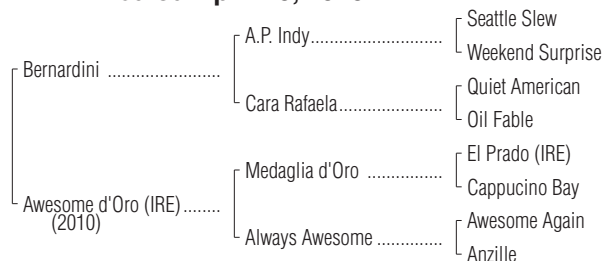 Seattle Slew
A.P. Indy
Weekend Surprise
Bernardini
Quiet American
Cara Rafaela
Oil Fable
El Prado (IRE)
Medaglia d'Oro
Cappucino Bay
Awesome d'Oro (IRE)
(2010)
Awesome Again
Always Awesome
Anzille